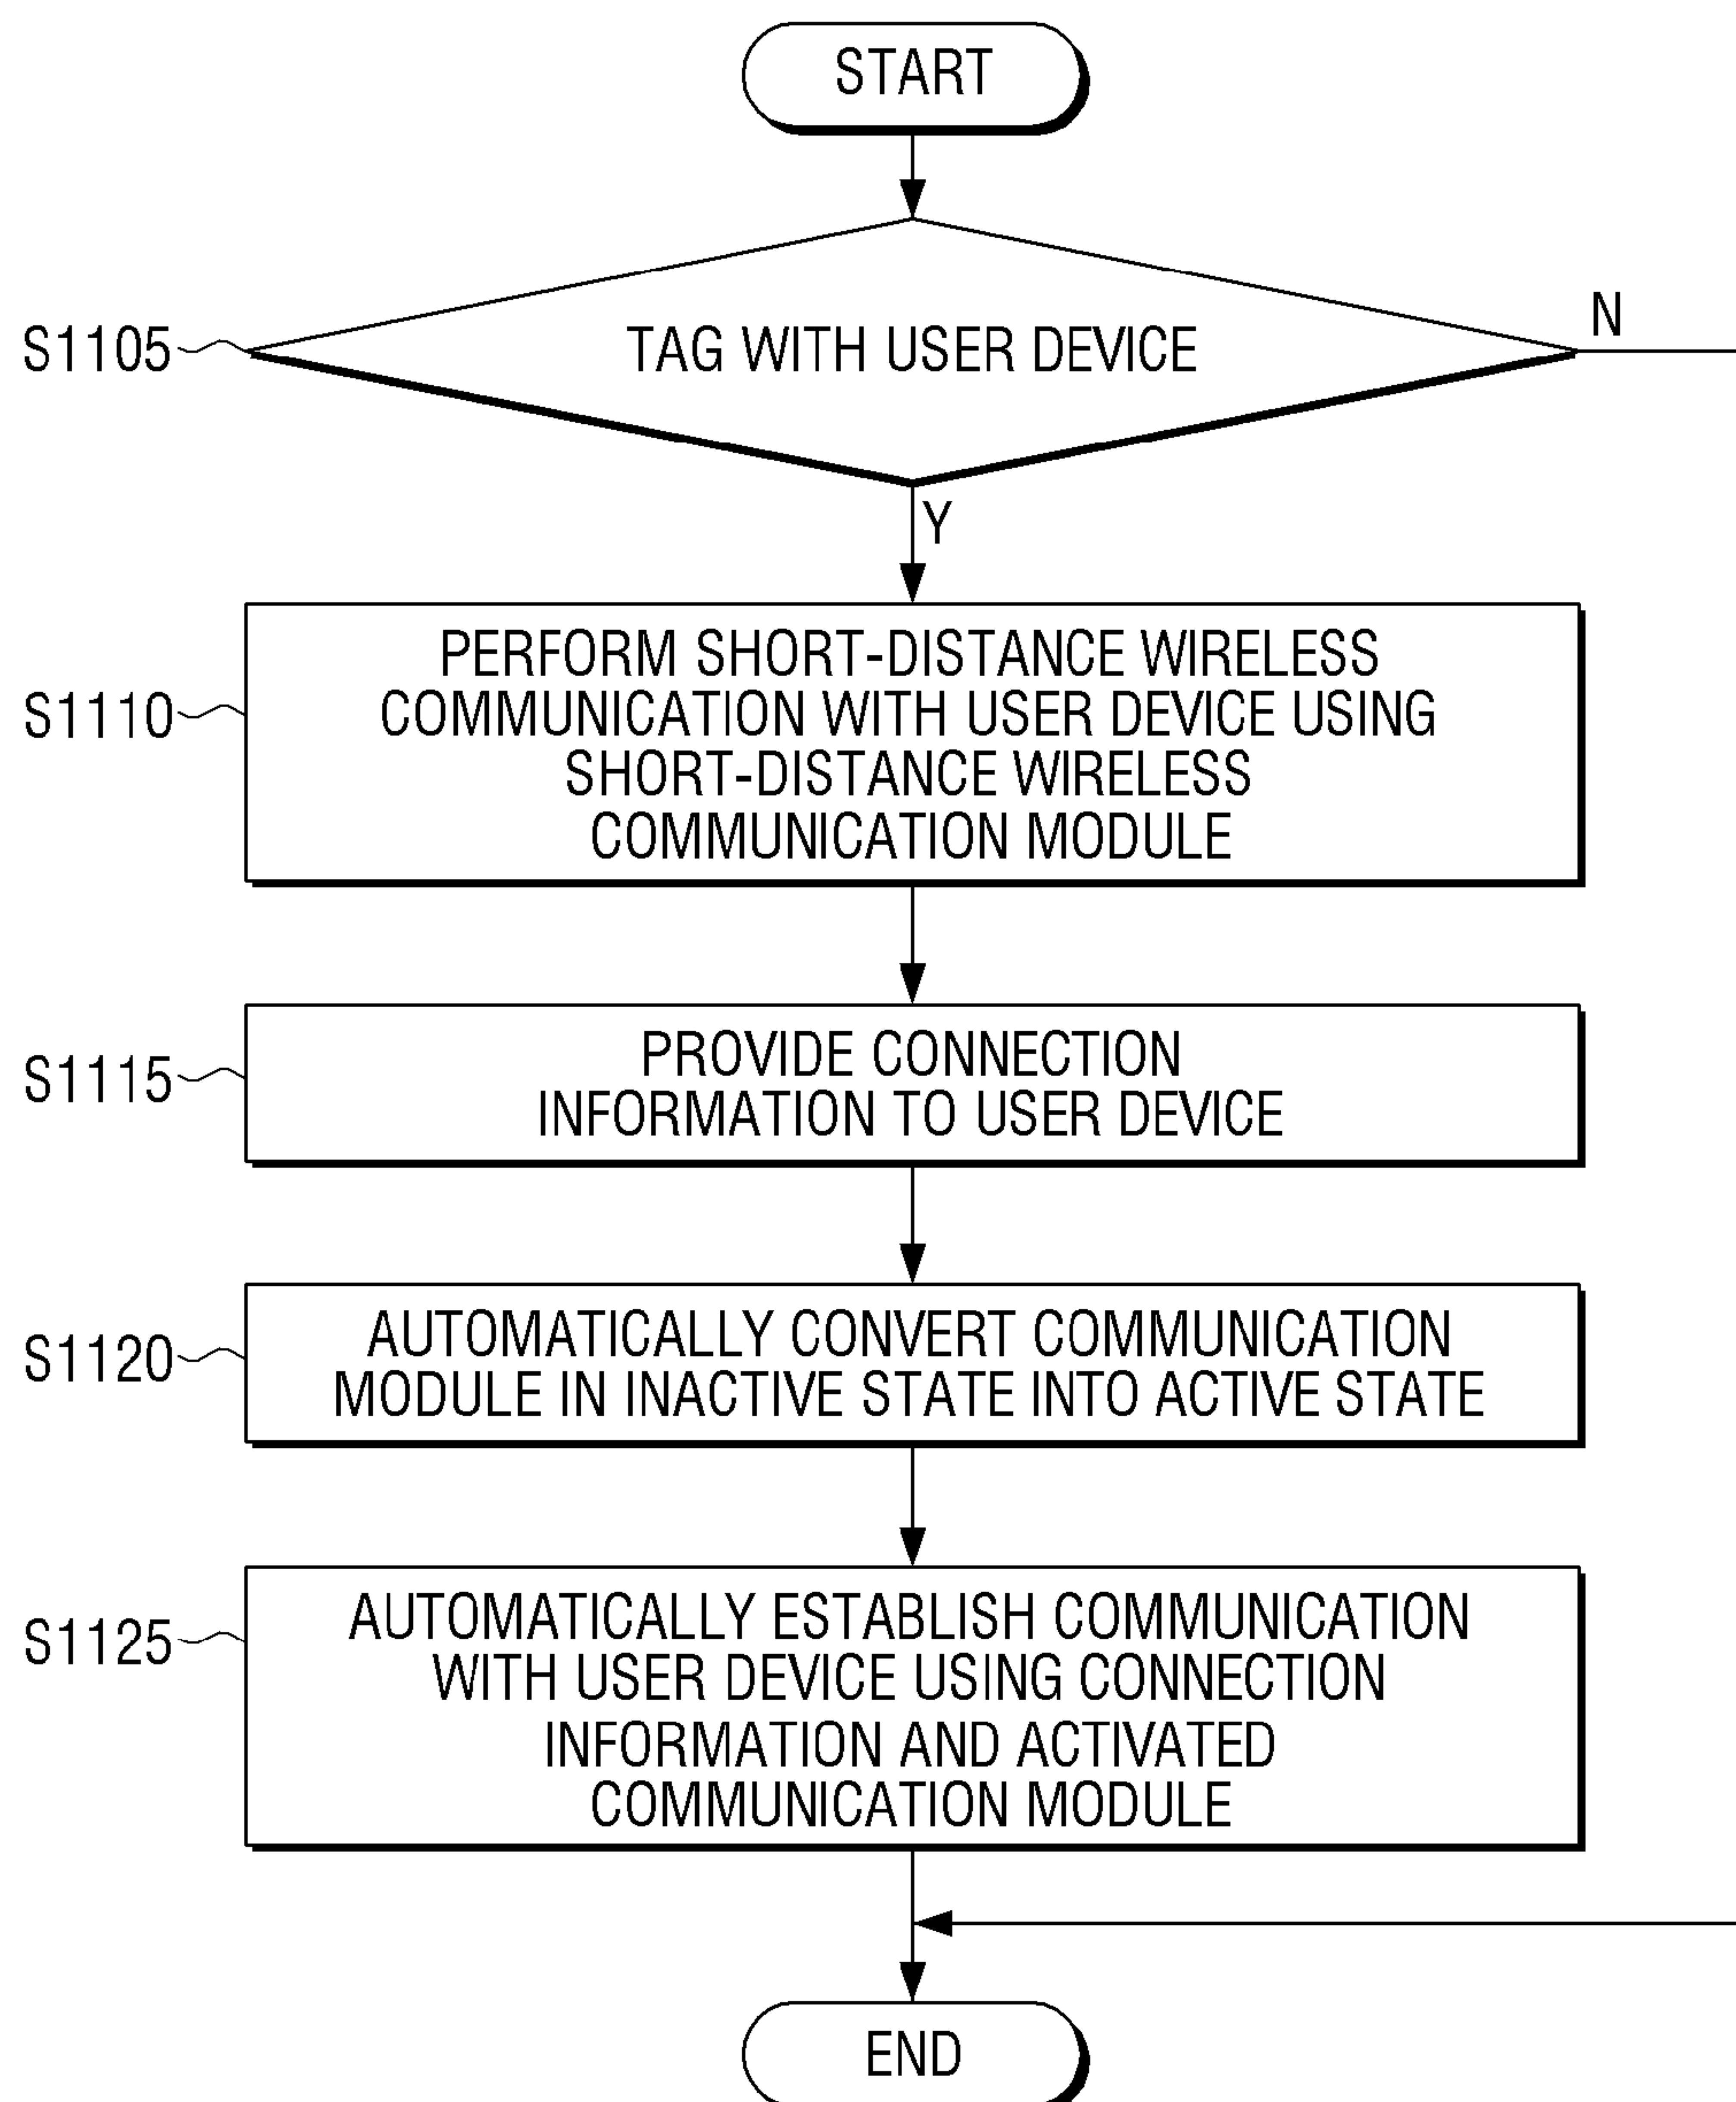 START
S1105
TAG WITH USER DEVICE
N
Y
S1110
PERFORM SHORT-DISTANCE WIRELESS
COMMUNICATION WITH USER DEVICE USING
SHORT-DISTANCE WIRELESS
COMMUNICATION MODULE
S1115
PROVIDE CONNECTION
INFORMATION TO USER DEVICE
S1120
AUTOMATICALLY CONVERT COMMUNICATION
MODULE IN INACTIVE STATE INTO ACTIVE STATE
S1125
AUTOMATICALLY ESTABLISH COMMUNICATION
WITH USER DEVICE USING CONNECTION
INFORMATION AND ACTIVATED
COMMUNICATION MODULE
END